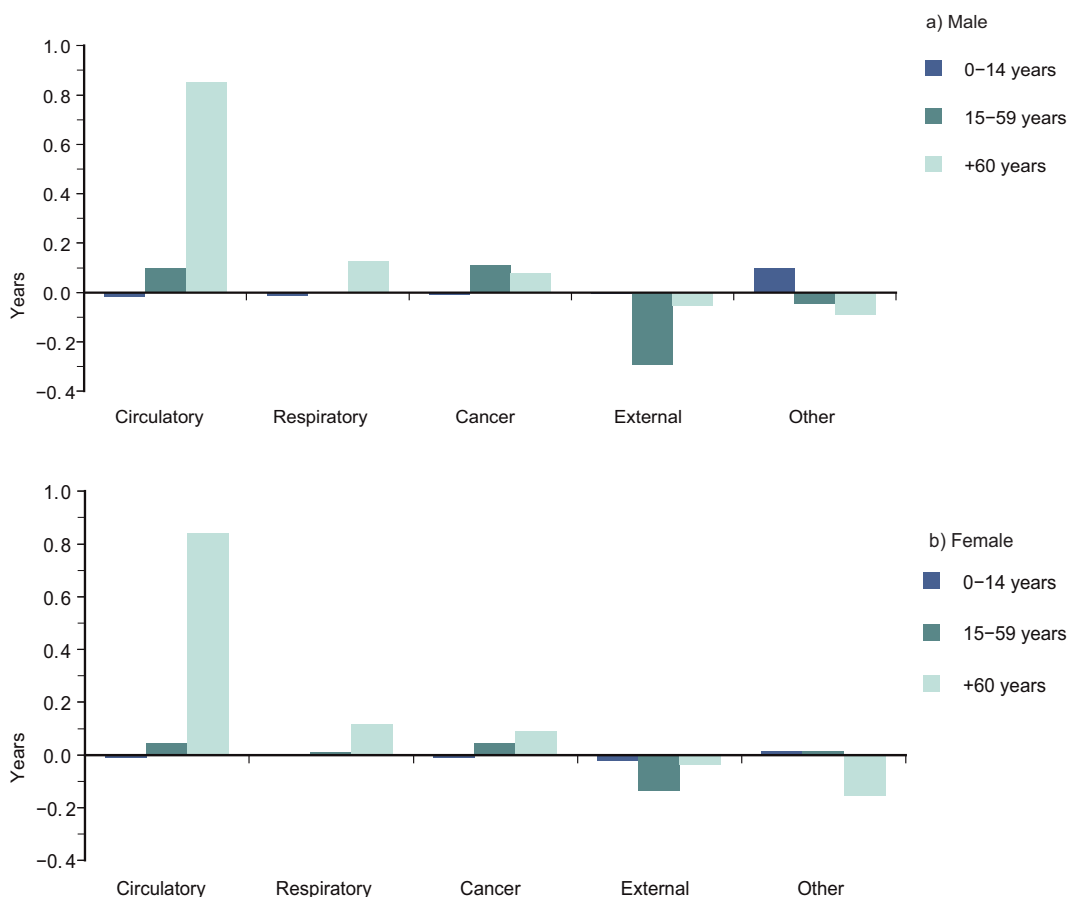 a) Male
0−14 years
15−59 years
+60 years
1.0
0.8
0.6
0.4
0.2
0.0
−0.2
−0.4
Years
Circulatory Respiratory Cancer External Other
b) Female
0−14 years
15−59 years
+60 years
1.0
0.8
0.6
0.4
0.2
0.0
−0.2
−0.4
Years
Circulatory Respiratory Cancer External Other